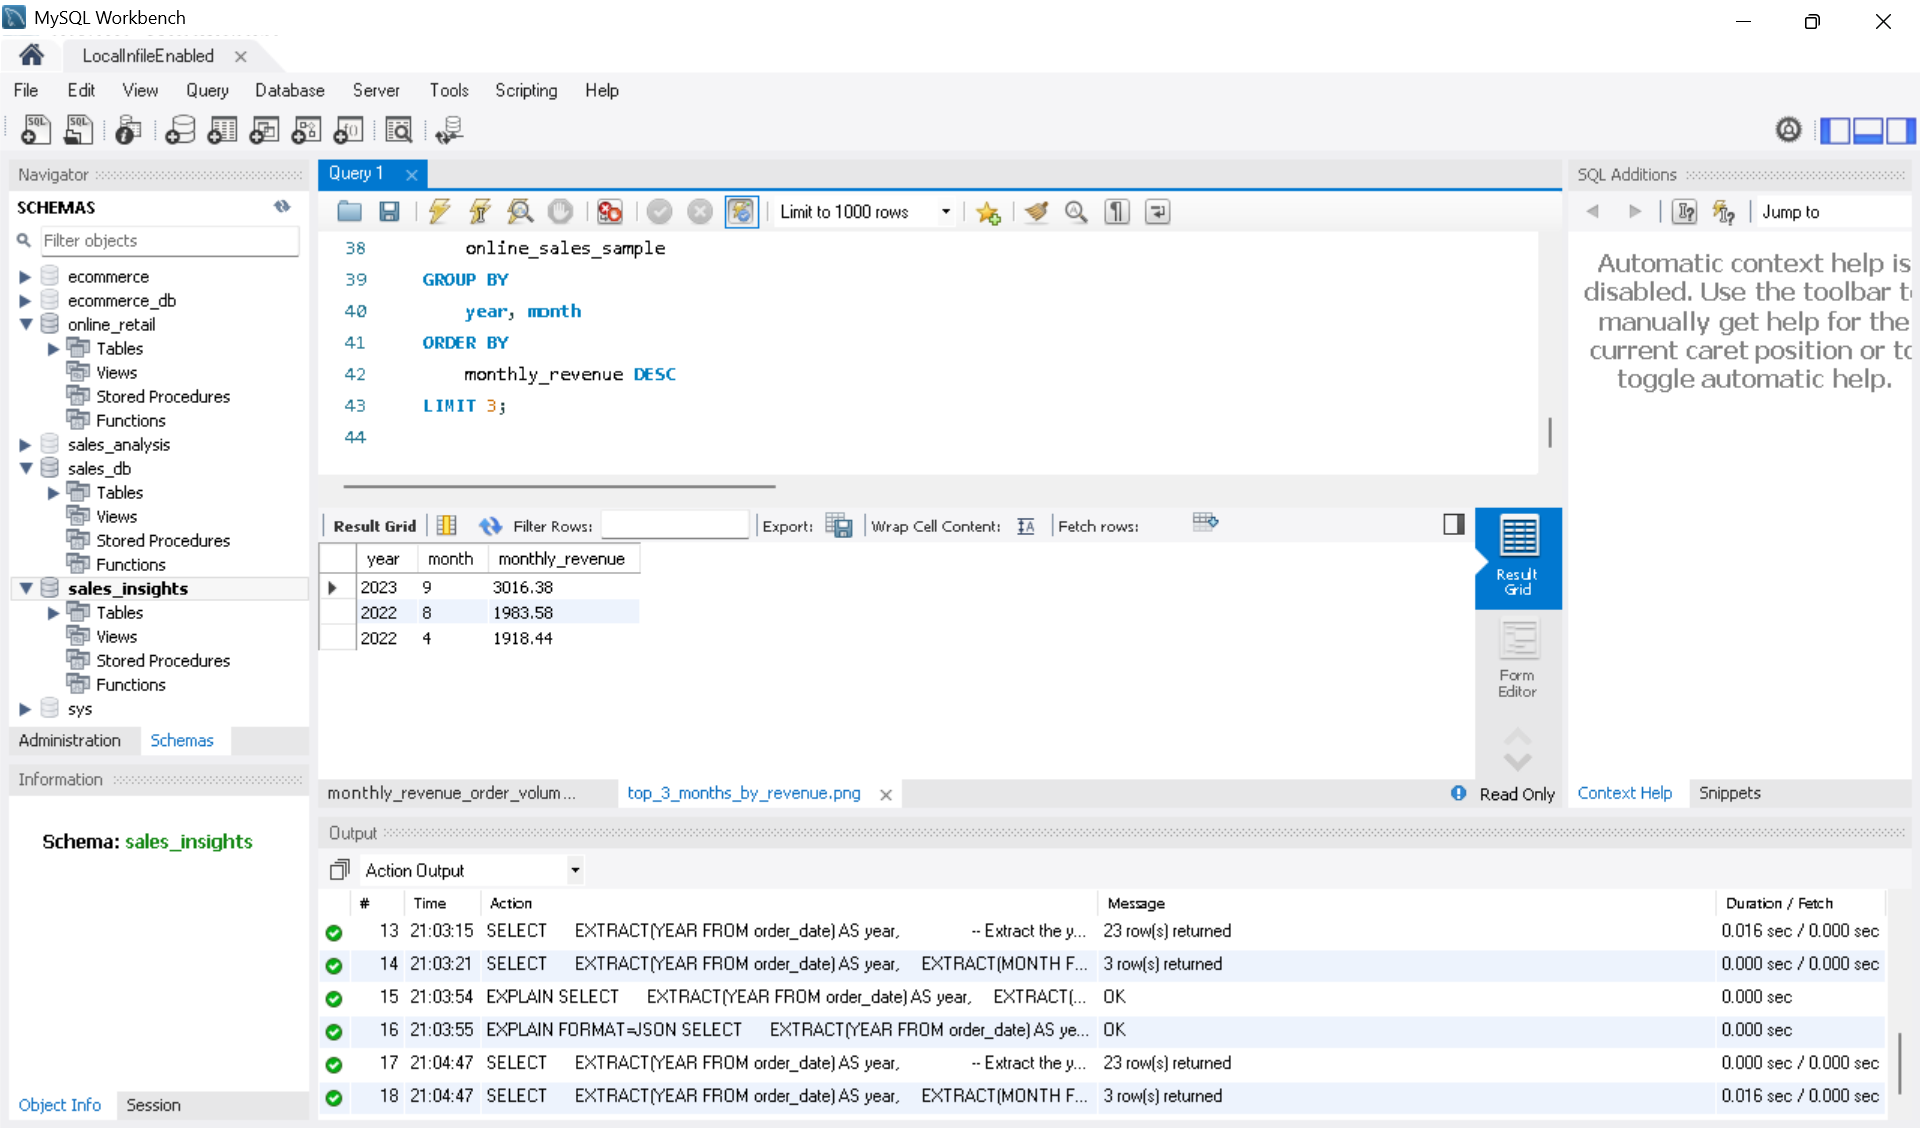 MySQL Workbench
LocalInfileEnabled
File Edit View Query Database Server Tools Scripting Help
Navigator
SCHEMAS
Filter objects
ecommerce
ecommerce_db
online_retail
Tables
Views
Stored Procedures
Functions
sales_analysis
sales_db
Tables
Views
Stored Procedures
Functions
sales_insights
Tables
Views
Stored Procedures
Functions
sys
Administration Schemas
Information
Schema: sales_insights
Object Info Session
Query 1
Limit to 1000 rows
38 online_sales_sample
39 GROUP BY
40 year, month
41 ORDER BY
42 monthly_revenue DESC
43 LIMIT 3;
44
Result Grid Filter Rows: Export: Wrap Cell Content: Fetch rows:
year month monthly_revenue
2023 9 3016.38
2022 8 1983.58
2022 4 1918.44
Result
Grid
Form
Editor
monthly_revenue_order_volum... top_3_months_by_revenue.png Read Only
SQL Additions
Jump to
Automatic context help is
disabled. Use the toolbar t
manually get help for the
current caret position or to
toggle automatic help.
Context Help Snippets
Output
Action Output
# Time Action Message Duration / Fetch
13 21:03:15 SELECT EXTRACT(YEAR FROM order_date) AS year, -- Extract the y... 23 row(s) returned 0.016 sec / 0.000 sec
14 21:03:21 SELECT EXTRACT(YEAR FROM order_date) AS year, EXTRACT(MONTH F... 3 row(s) returned 0.000 sec / 0.000 sec
15 21:03:54 EXPLAIN SELECT EXTRACT(YEAR FROM order_date) AS year, EXTRACT(... OK 0.000 sec
16 21:03:55 EXPLAIN FORMAT=JSON SELECT EXTRACT(YEAR FROM order_date) AS ye... OK 0.000 sec
17 21:04:47 SELECT EXTRACT(YEAR FROM order_date) AS year, -- Extract the y... 23 row(s) returned 0.000 sec / 0.000 sec
18 21:04:47 SELECT EXTRACT(YEAR FROM order_date) AS year, EXTRACT(MONTH F... 3 row(s) returned 0.016 sec / 0.000 sec